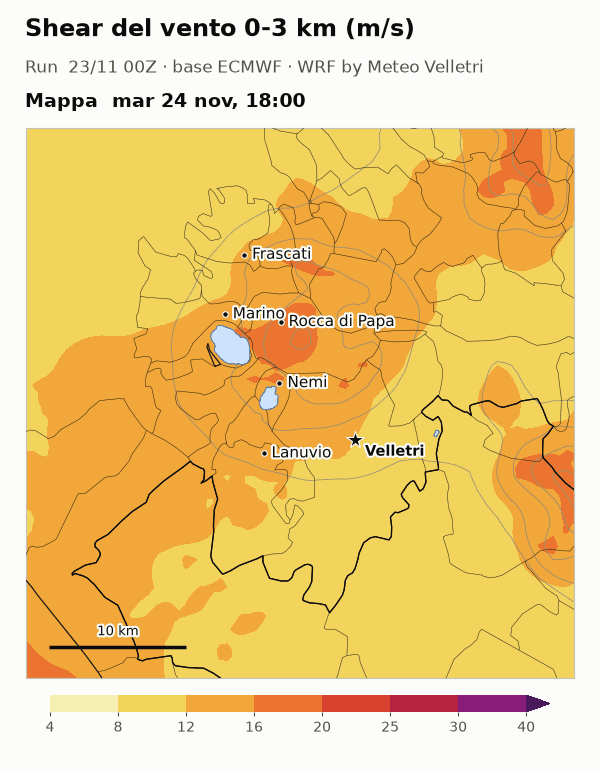 Shear del vento 0-3 km (m/s)
Run  23/11 00Z · base ECMWF · WRF by Meteo Velletri
Mappa  mar 24 nov, 18:00
Frascati
Marino
Rocca di Papa
Nemi
Velletri
Lanuvio
10 km
4 8 12 16 20 25 30 40